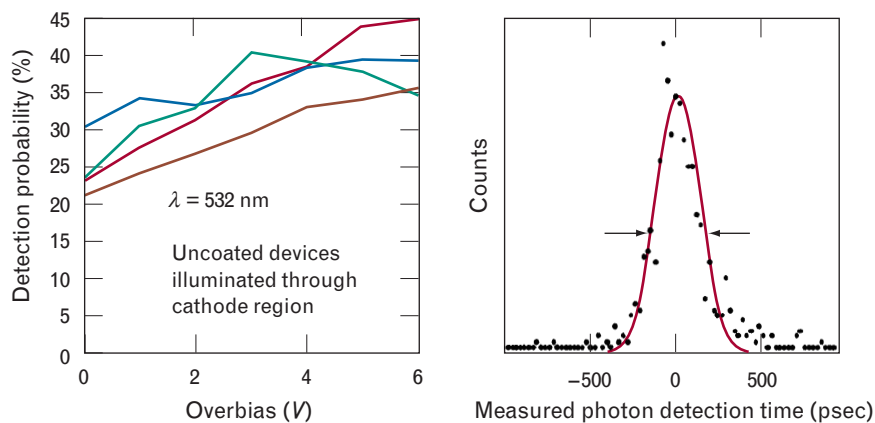 45
40
35
30
25
20
15
10
5
0
Detection probability (%)
λ = 532 nm
Uncoated devices
illuminated through
cathode region
0
2
4
6
Overbias (V)
Counts
−500
0
500
Measured photon detection time (psec)